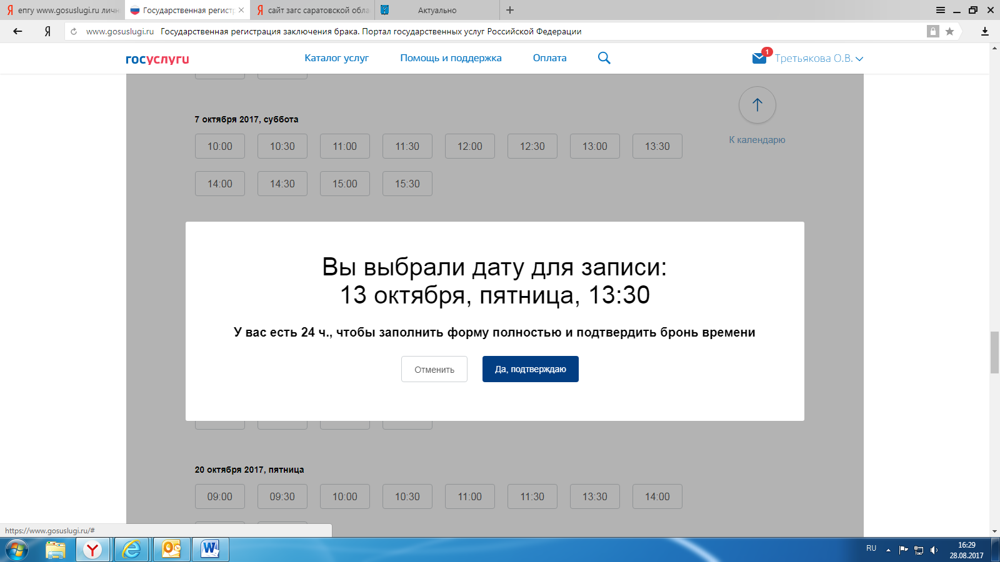 епгу www.gosuslugi.ru личн
Государственная регистр
сайт загс саратовской обла
Актуально
www.gosuslugi.ru Государственная регистрация заключения брака. Портал государственных услуг Российской Федерации
госуслуги
Каталог услуг
Помощь и поддержка
Оплата
1
Третьякова О.В.
К календарю
7 октября 2017, суббота
10:00 10:30 11:00 11:30 12:00 12:30 13:00 13:30
14:00 14:30 15:00 15:30
Вы выбрали дату для записи:
13 октября, пятница, 13:30
У вас есть 24 ч., чтобы заполнить форму полностью и подтвердить бронь времени
Отменить
Да, подтверждаю
20 октября 2017, пятница
09:00 09:30 10:00 10:30 11:00 11:30 13:30 14:00
https://www.gosuslugi.ru/#
RU
16:29
28.08.2017